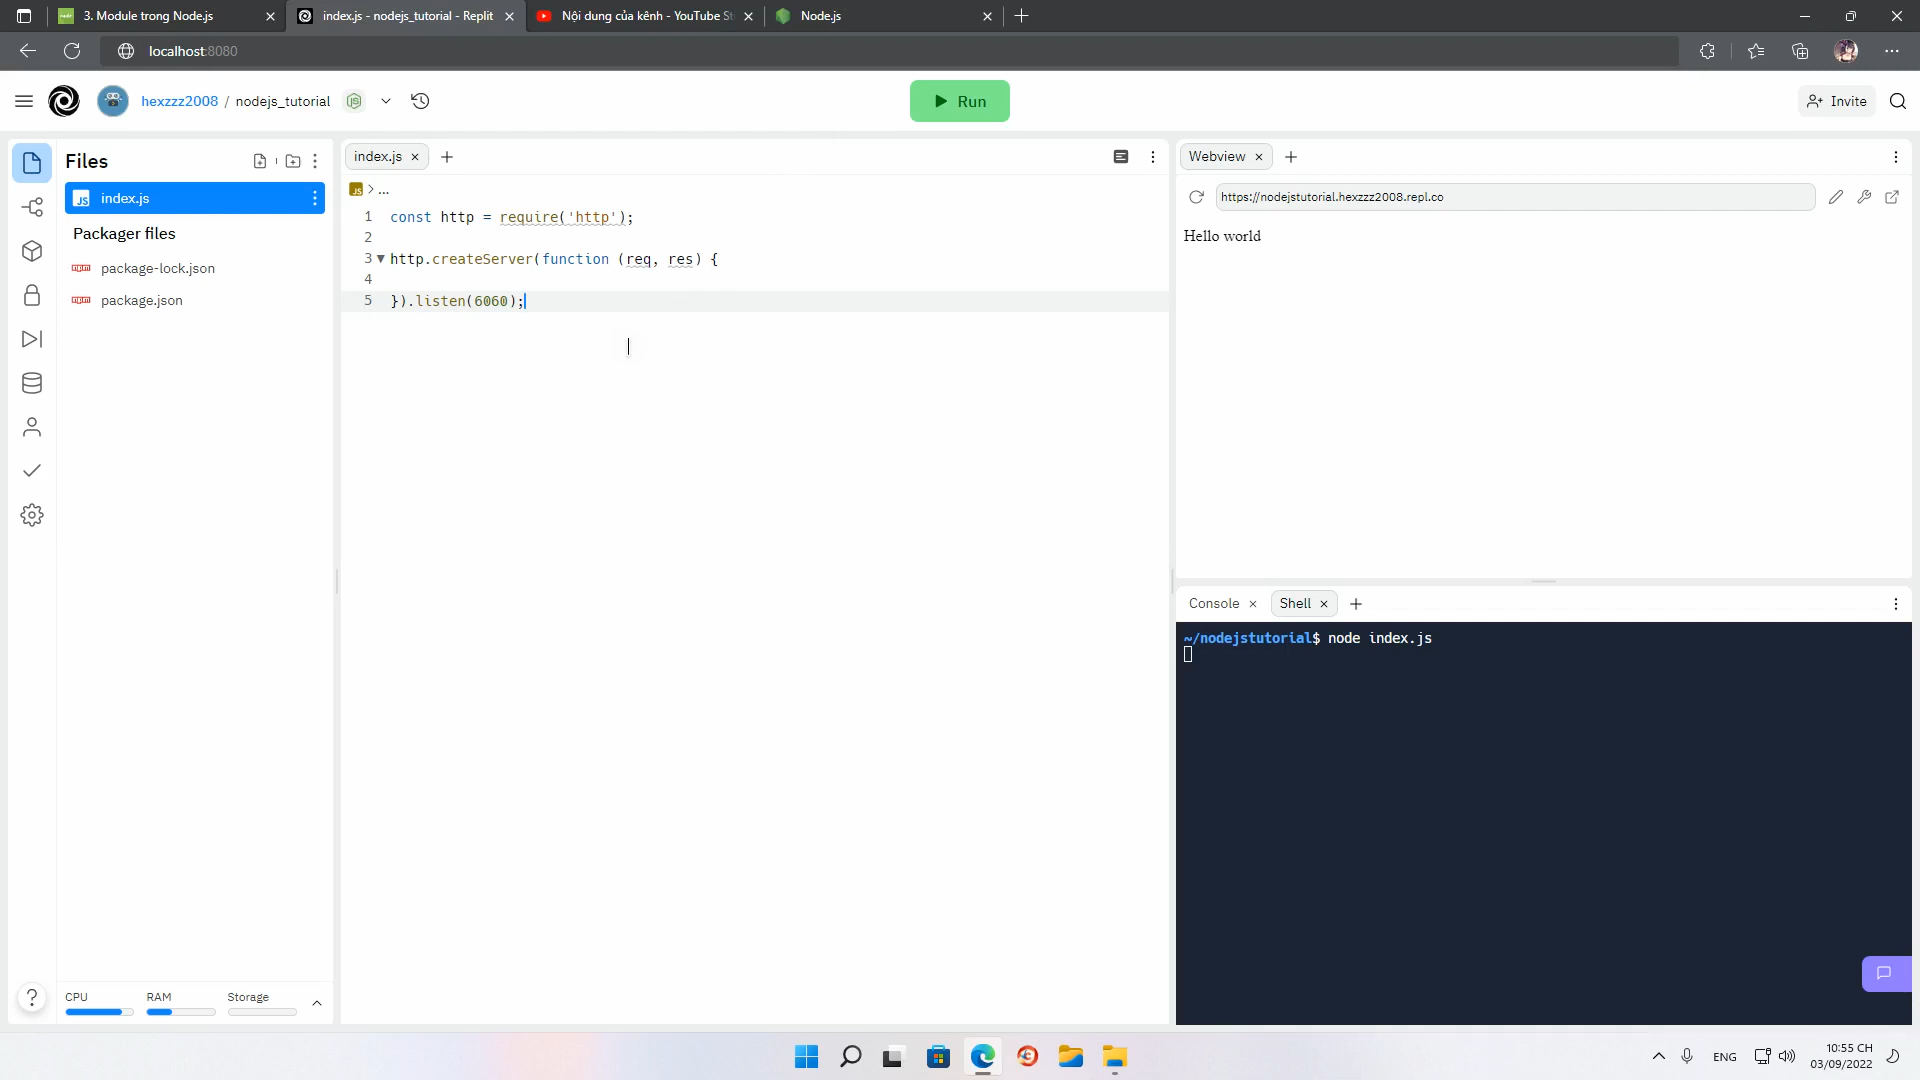 3. Module trong Node.js
index.js - nodejs_tutorial - Replit
Nội dung của kênh - YouTube St
Node.js
localhost:8080
hexzzz2008 / nodejs_tutorial
Run
Invite
Files
index.js
Packager files
package-lock.json
package.json
CPU
RAM
Storage
index.js
JS > ...
1 const http = require('http');
2
3 http.createServer(function (req, res) {
4
5 }).listen(6060);
Webview
https://nodejstutorial.hexzzz2008.repl.co
Hello world
Console
Shell
~/nodejstutorial$ node index.js
ENG
10:55 CH
03/09/2022